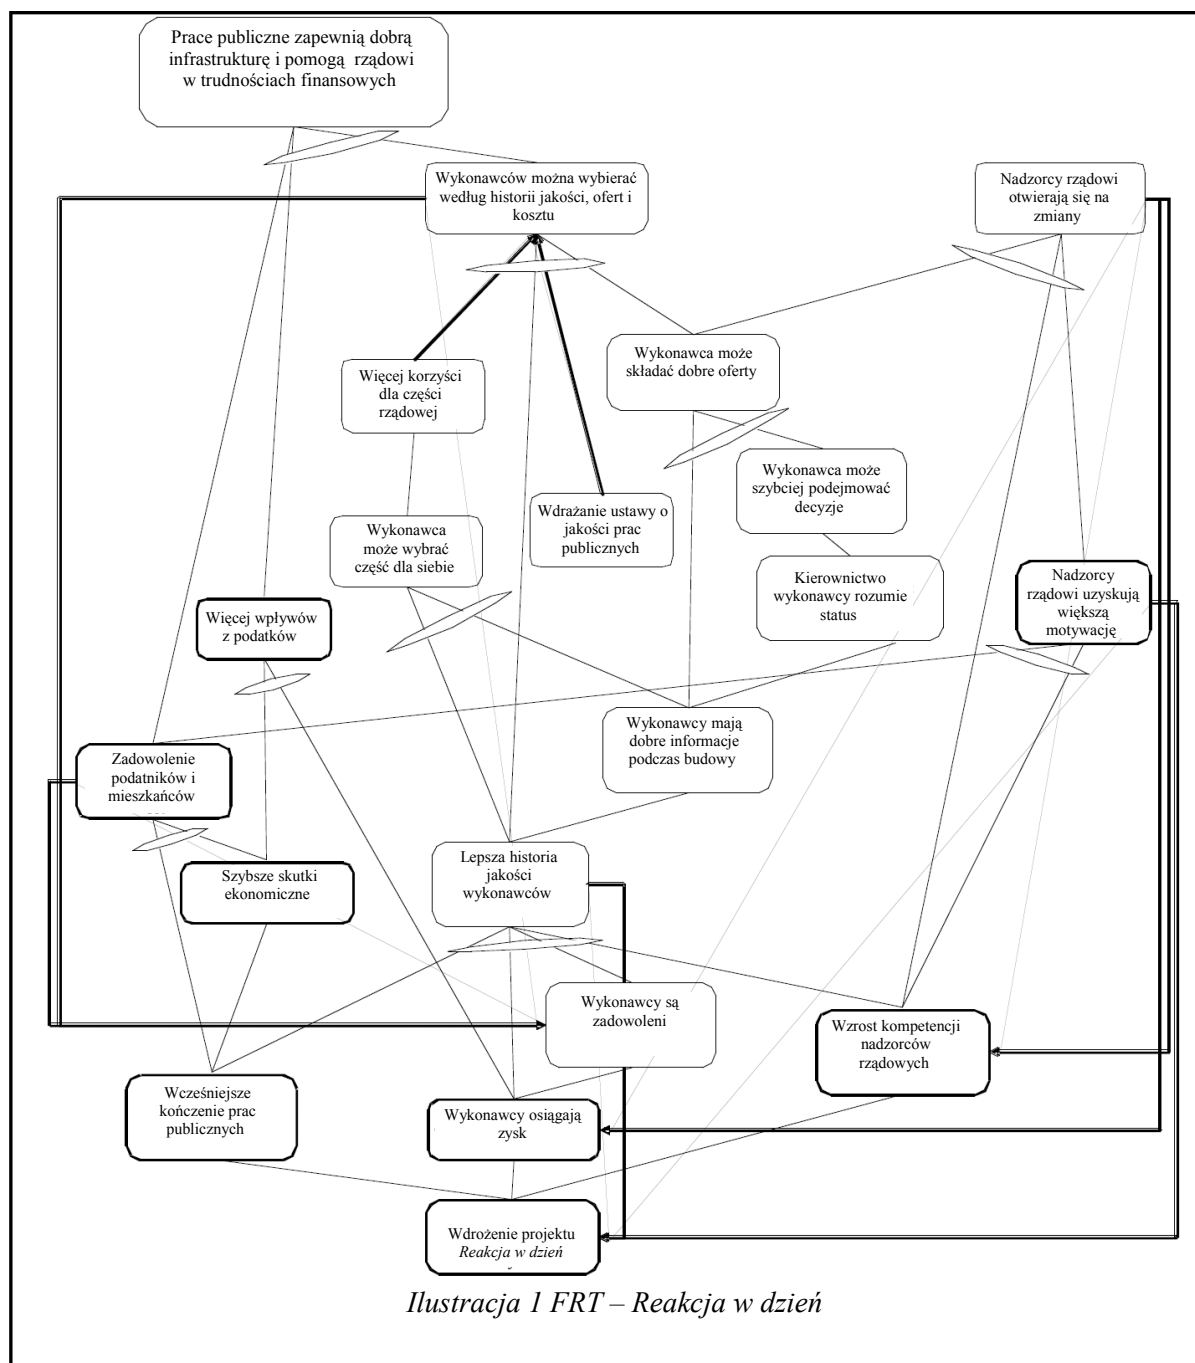 Prace publiczne zapewnią dobrą
infrastrukturę i pomogą rządowi
w trudnościach finansowych
Wykonawców można wybierać
według historii jakości, ofert i
kosztu
Nadzorcy rządowi
otwierają się na
zmiany
Wykonawca może
składać dobre oferty
Więcej korzyści
dla części
rządowej
Wykonawca może
szybciej podejmować
decyzje
Wdrażanie ustawy o
jakości prac
publicznych
Wykonawca
może wybrać
część dla siebie
Kierownictwo
wykonawcy rozumie
status
Nadzorcy
rządowi uzyskują
większą
motywację
Więcej wpływów
z podatków
Wykonawcy mają
dobre informacje
podczas budowy
Zadowolenie
podatników i
mieszkańców
Lepsza historia
jakości
wykonawców
Szybsze skutki
ekonomiczne
Wykonawcy są
zadowoleni
Wzrost kompetencji
nadzorców
rządowych
Wcześniejsze
kończenie prac
publicznych
Wykonawcy osiągają
zysk
Wdrożenie projektu
Reakcja w dzień
Ilustracja 1 FRT – Reakcja w dzień